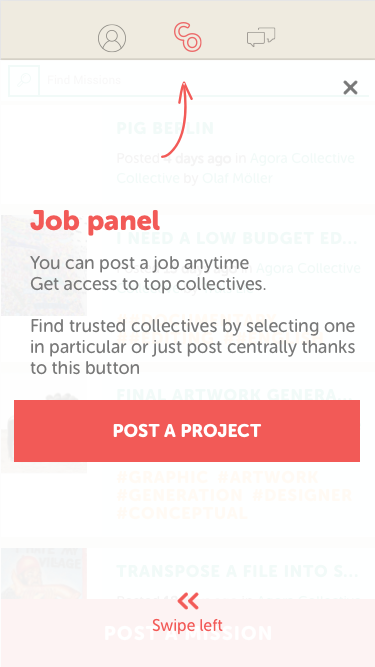 CO
Find Missions
PIG BERLIN
Posted 4 days ago in Agora Collective
Collective by Olaf Moller
Job panel
I NEED A LOW BUDGET ED...
You can post a job anytime
Get access to top collectives.
Find trusted collectives by selecting one
in particular or just post centrally thanks
to this button
FINAL ARTWORK GENERA...
POST A PROJECT
#GRAPHIC #ARTWORK
#GENERATION #DESIGNER
#CONCEPTUAL
TRANSPOSE A FILE INTO S...
POST A MISSION
Swipe left